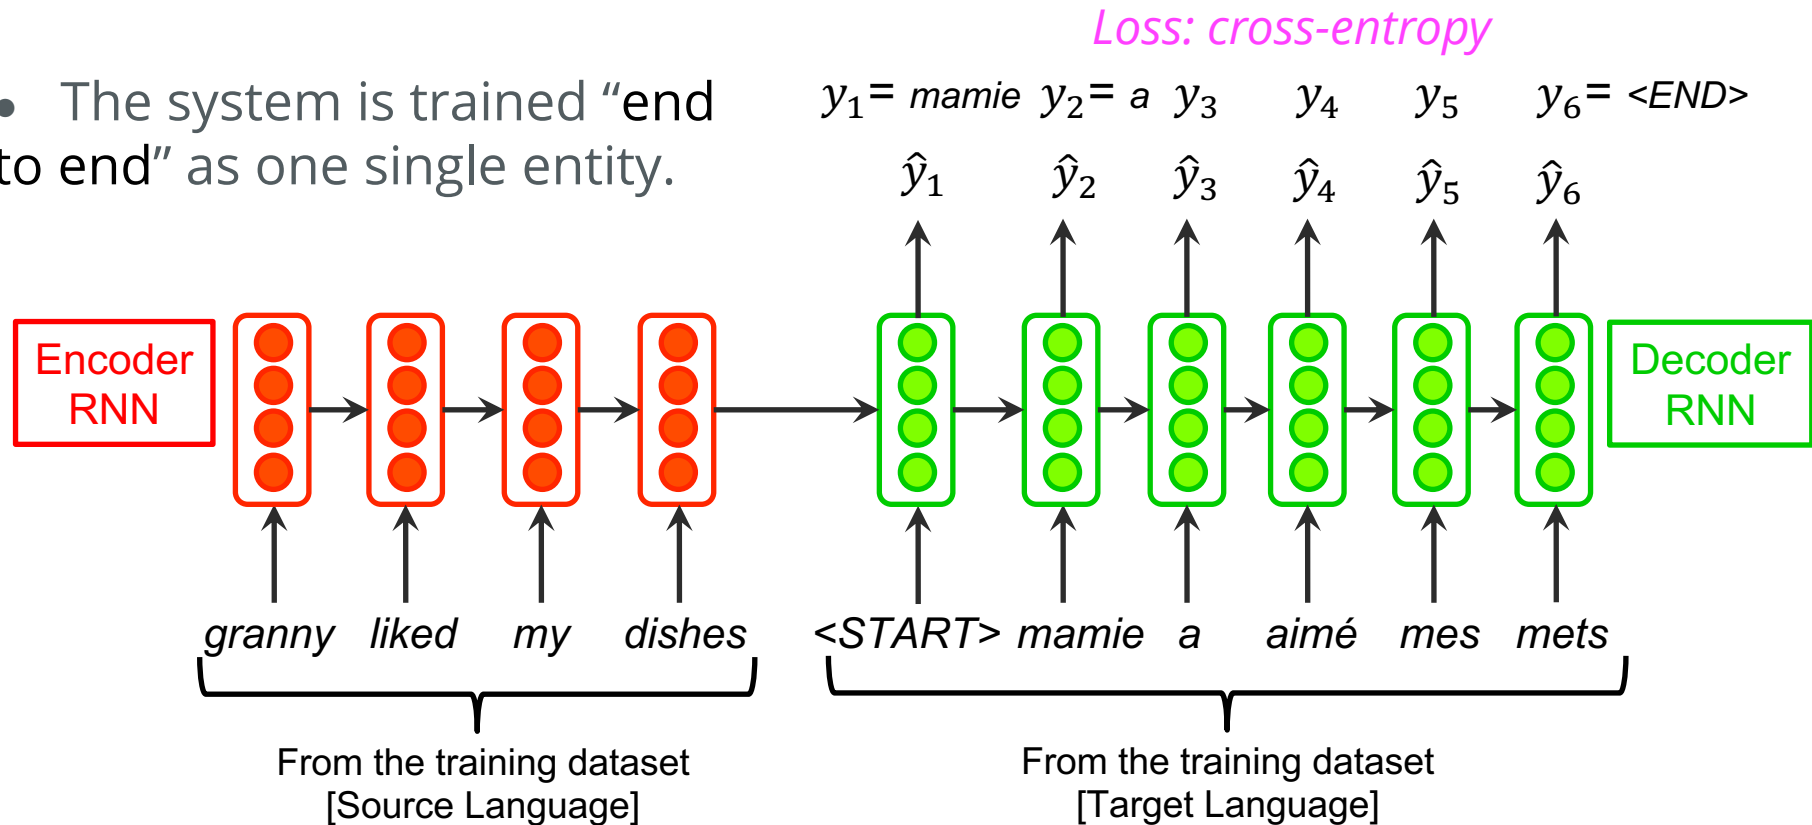 Loss: cross-entropy
• The system is trained “end
to end” as one single entity.
y₁= mamie y₂= a y₃ y₄ y₅ y₆= <END>
ŷ₁ ŷ₂ ŷ₃ ŷ₄ ŷ₅ ŷ₆
Encoder
RNN
Decoder
RNN
granny liked my dishes <START> mamie a aimé mes mets
From the training dataset
[Source Language]
From the training dataset
[Target Language]